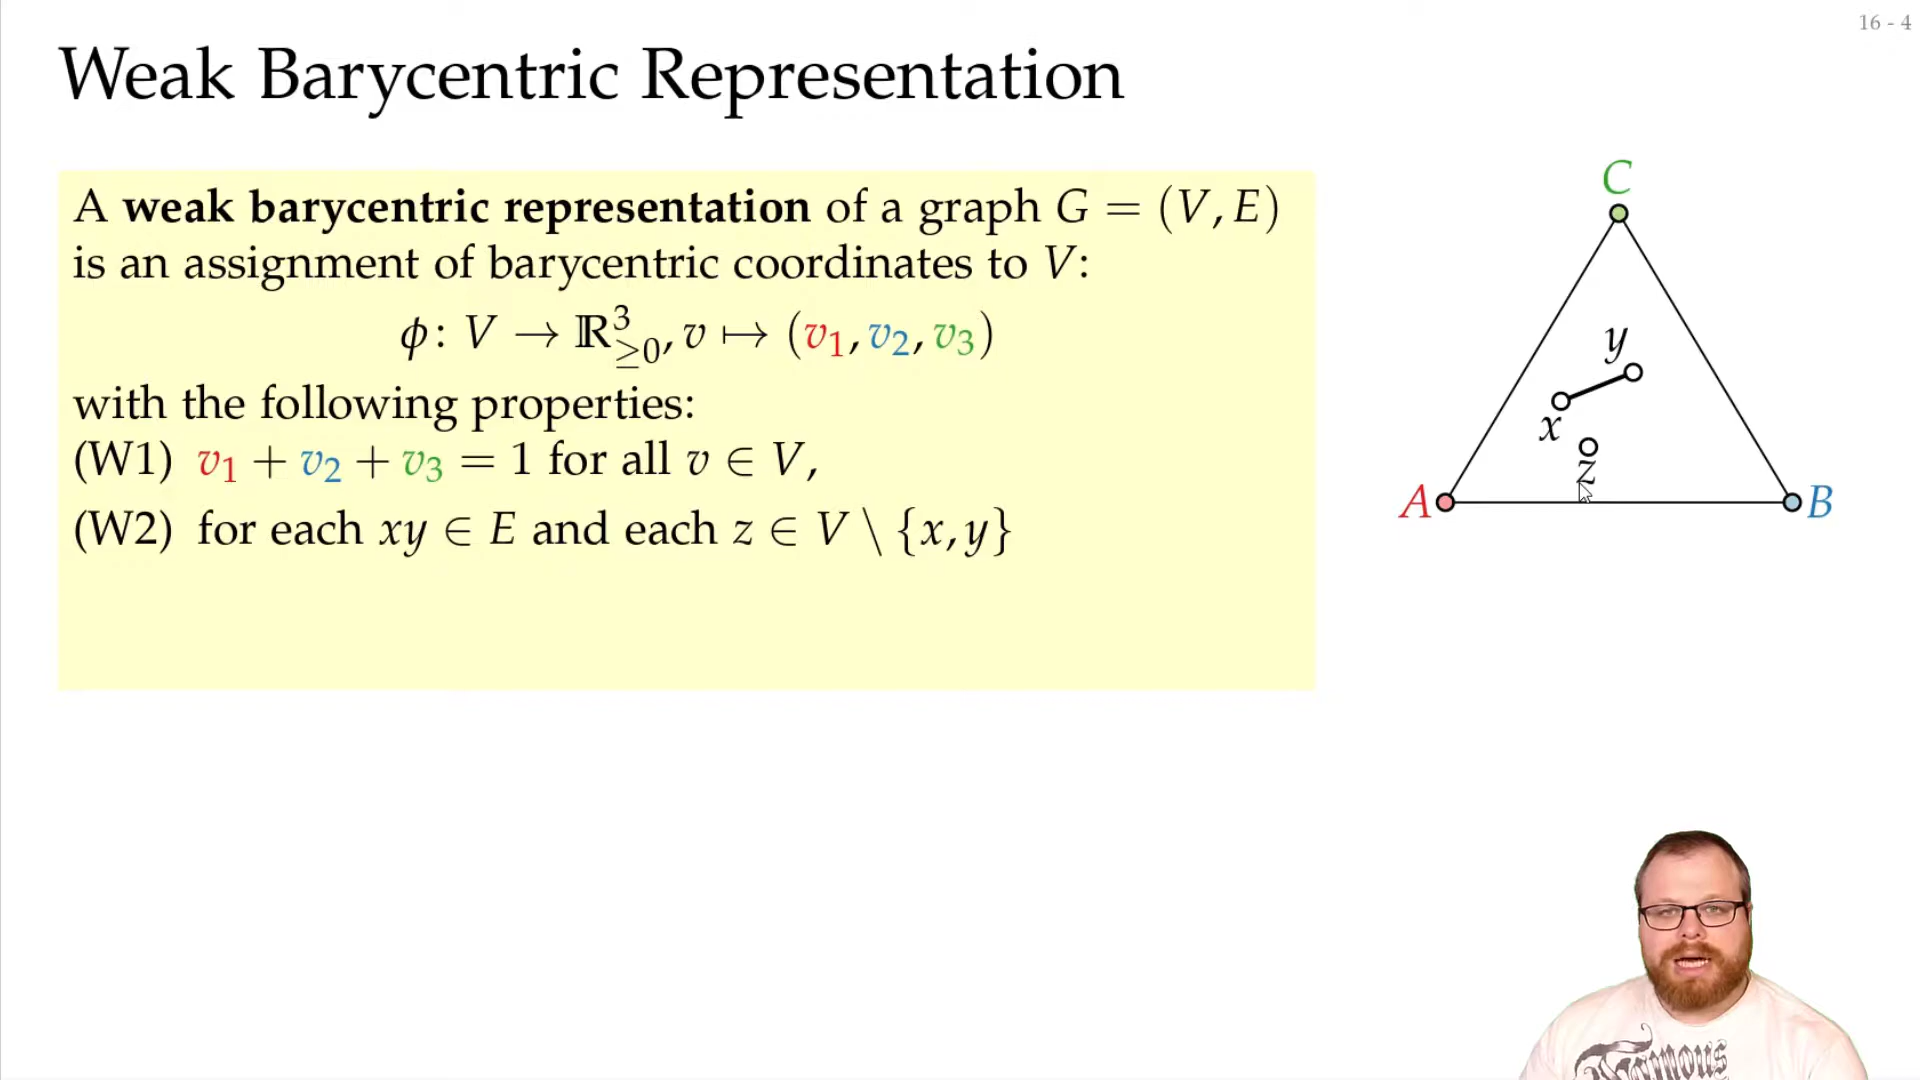 16 - 4
Weak Barycentric Representation
A weak barycentric representation of a graph G = (V, E)
is an assignment of barycentric coordinates to V:
ϕ: V → ℝ³≥0, v ↦ (v₁, v₂, v₃)
with the following properties:
(W1) v₁ + v₂ + v₃ = 1 for all v ∈ V,
(W2) for each xy ∈ E and each z ∈ V \ {x, y}
C
y
x
z
A
B
Famous